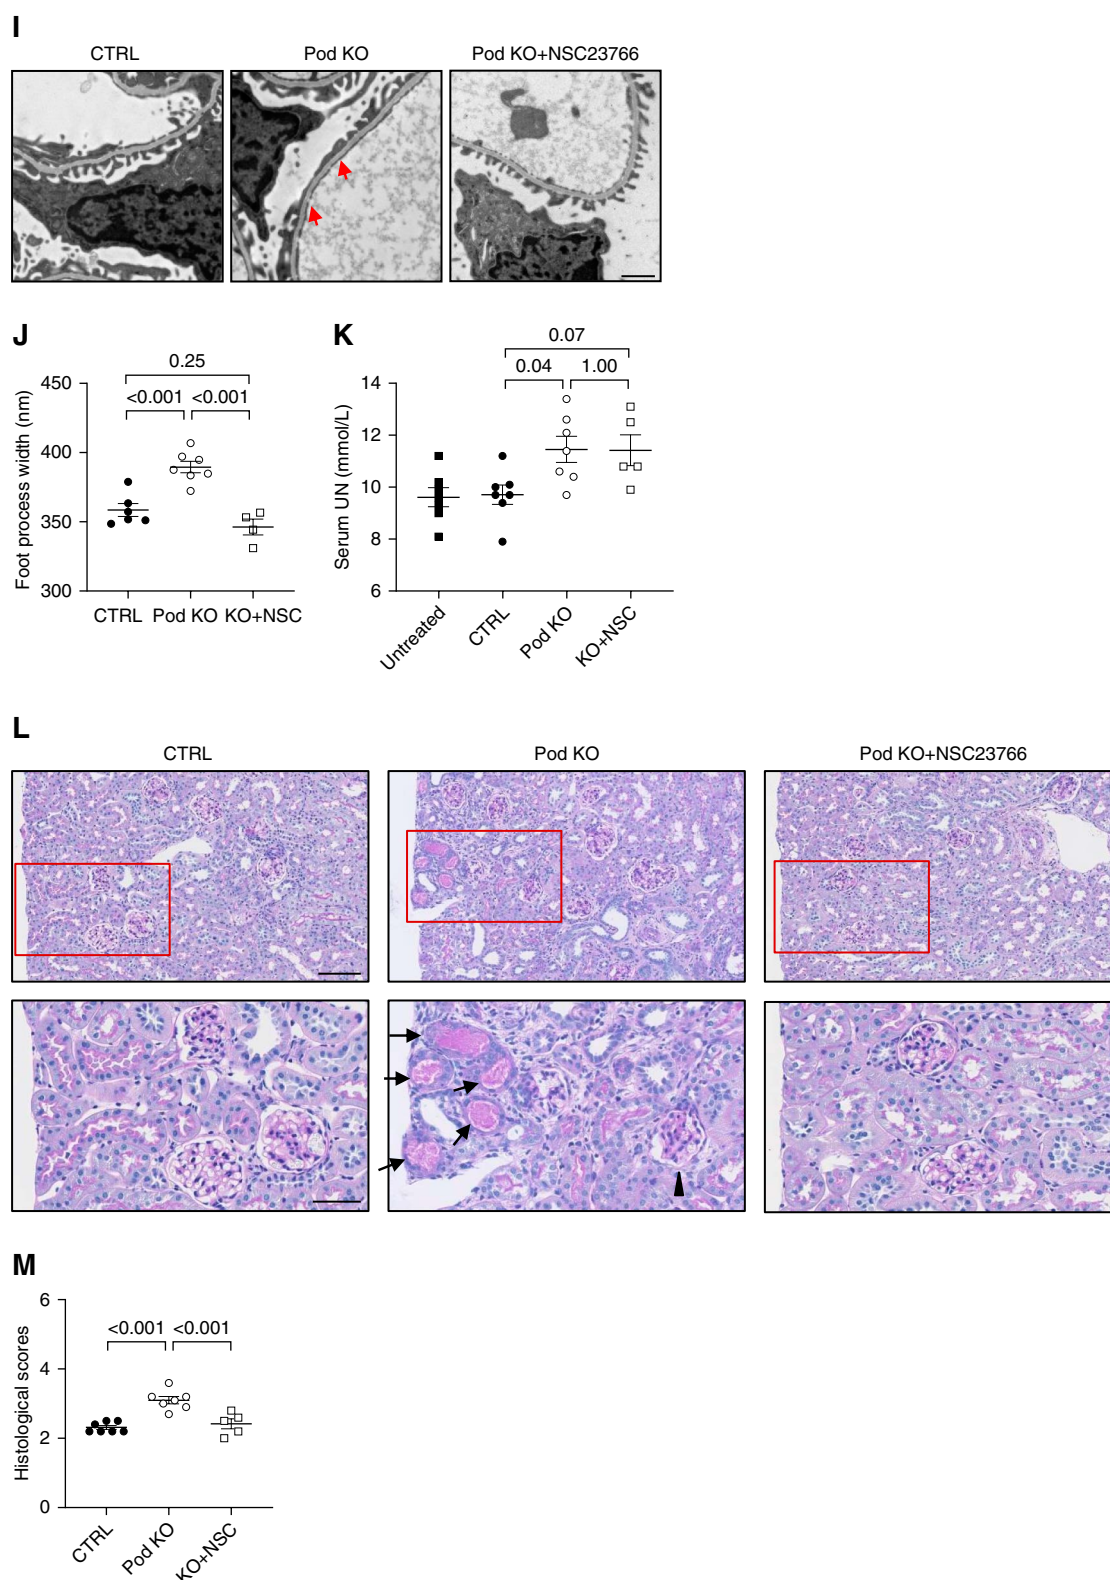 I
CTRL
Pod KO
Pod KO+NSC23766
J
K
0.25
<0.001
<0.001
450
400
350
300
Foot process width (nm)
CTRL
Pod KO
KO+NSC
0.07
0.04
1.00
14
12
10
8
6
Serum UN (mmol/L)
Untreated
CTRL
Pod KO
KO+NSC
L
CTRL
Pod KO
Pod KO+NSC23766
M
<0.001
<0.001
6
4
2
0
Histological scores
CTRL
Pod KO
KO+NSC